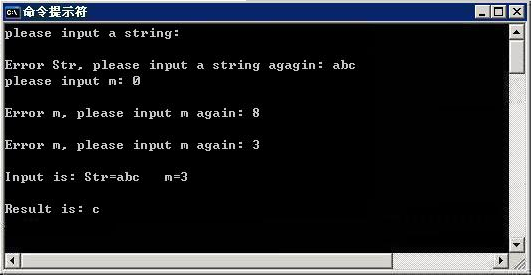 命令提示符
please input a string:
Error Str, please input a string agagin: abc
please input m: 0
Error m, please input m again: 8
Error m, please input m again: 3
Input is: Str=abc   m=3
Result is: c